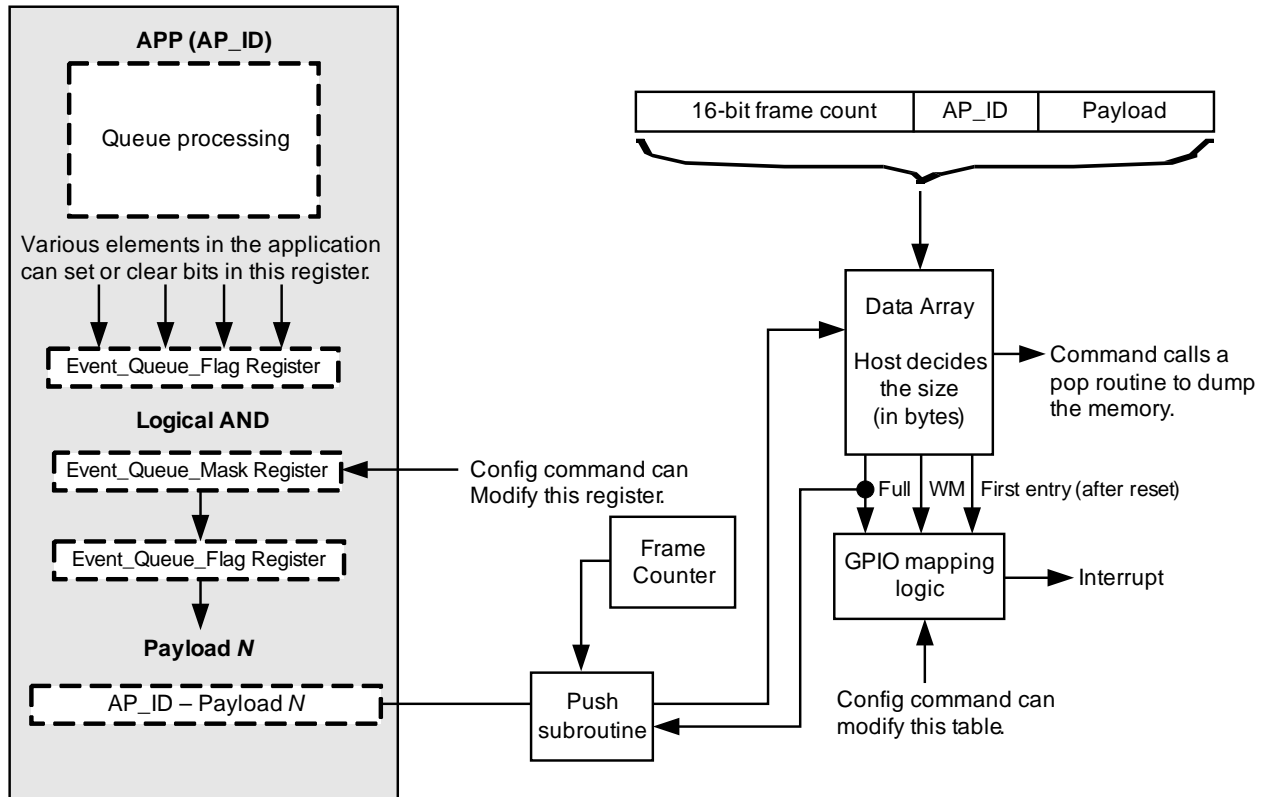 APP (AP_ID)
Queue processing
Various elements in the application
can set or clear bits in this register.
Event_Queue_Flag Register
Logical AND
Event_Queue_Mask Register
Event_Queue_Flag Register
Payload N
AP_ID – Payload N
Config command can
Modify this register.
Frame
Counter
Push
subroutine
16-bit frame count
AP_ID
Payload
Data Array
Host decides
the size
(in bytes)
Command calls a
pop routine to dump
the memory.
Full
WM
First entry (after reset)
GPIO mapping
logic
Interrupt
Config command can
modify this table.